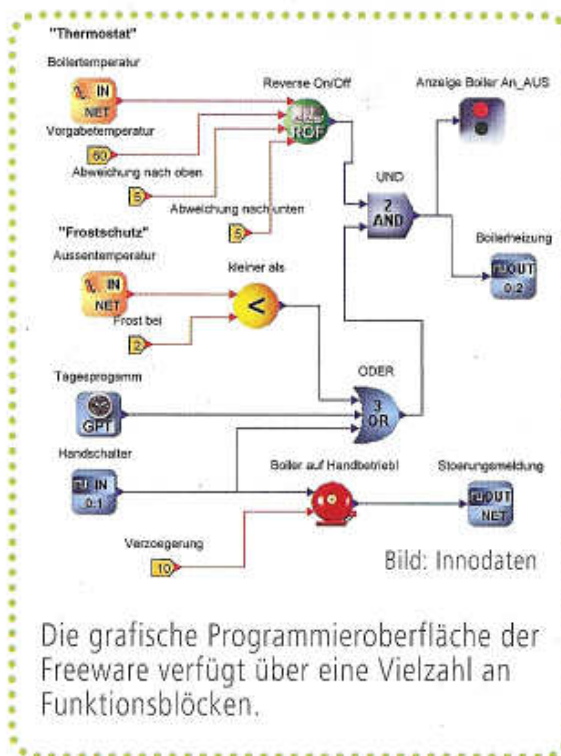 "Thermostat"
Boilertemperatur
IN
NET
Reverse On/Off
ROF
Anzeige Boiler An_AUS
Vorgabetemperatur
60
Abweichung nach oben
5
Abweichung nach unten
5
UND
2
AND
"Frostschutz"
Aussentemperatur
IN
NET
kleiner als
<
Boilerheizung
OUT
0:2
Frost bei
2
Tagesprogamm
GPT
ODER
3
OR
Handschalter
IN
0:1
Boiler auf Handbetrieb!
Stoerungsmeldung
OUT
NET
Verzoegerung
10
Bild: Innodaten
Die grafische Programmieroberfläche der
Freeware verfügt über eine Vielzahl an
Funktionsblöcken.